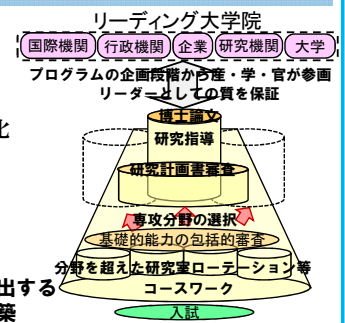 リーディング大学院
国際機関 行政機関 企業 研究機関 大学
プログラムの企画段階から産・学・官が参画
リーダーとしての質を保証
博士論文
化
研究指導
研究計画書審査
専攻分野の選択
基礎的能力の包括的審査
分野を超えた研究室ローテーション等
出する
コースワーク
築
入試